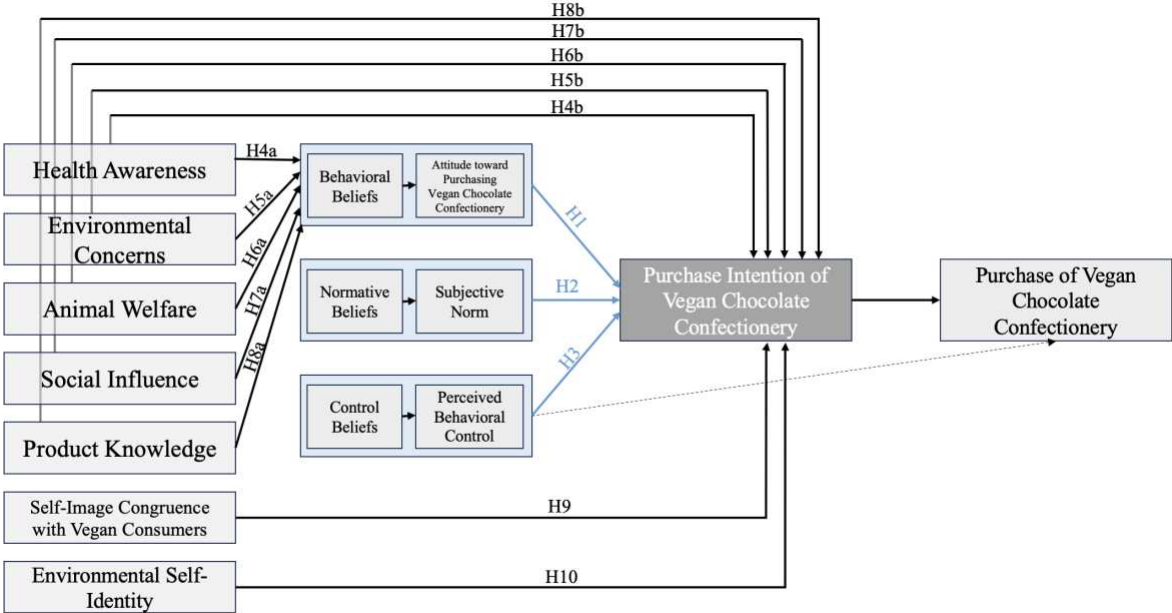 H8b
H7b
H6b
H5b
H4b
Health Awareness
H4a
Environmental
Concerns
H5a
Animal Welfare
H6a
Social Influence
H7a
Product Knowledge
H8a
Self-Image Congruence
with Vegan Consumers
H9
Environmental Self-
Identity
H10
Behavioral
Beliefs
Attitude toward
Purchasing
Vegan Chocolate
Confectionery
H1
Normative
Beliefs
Subjective
Norm
H2
Control
Beliefs
Perceived
Behavioral
Control
H3
Purchase Intention of
Vegan Chocolate
Confectionery
Purchase of Vegan
Chocolate
Confectionery